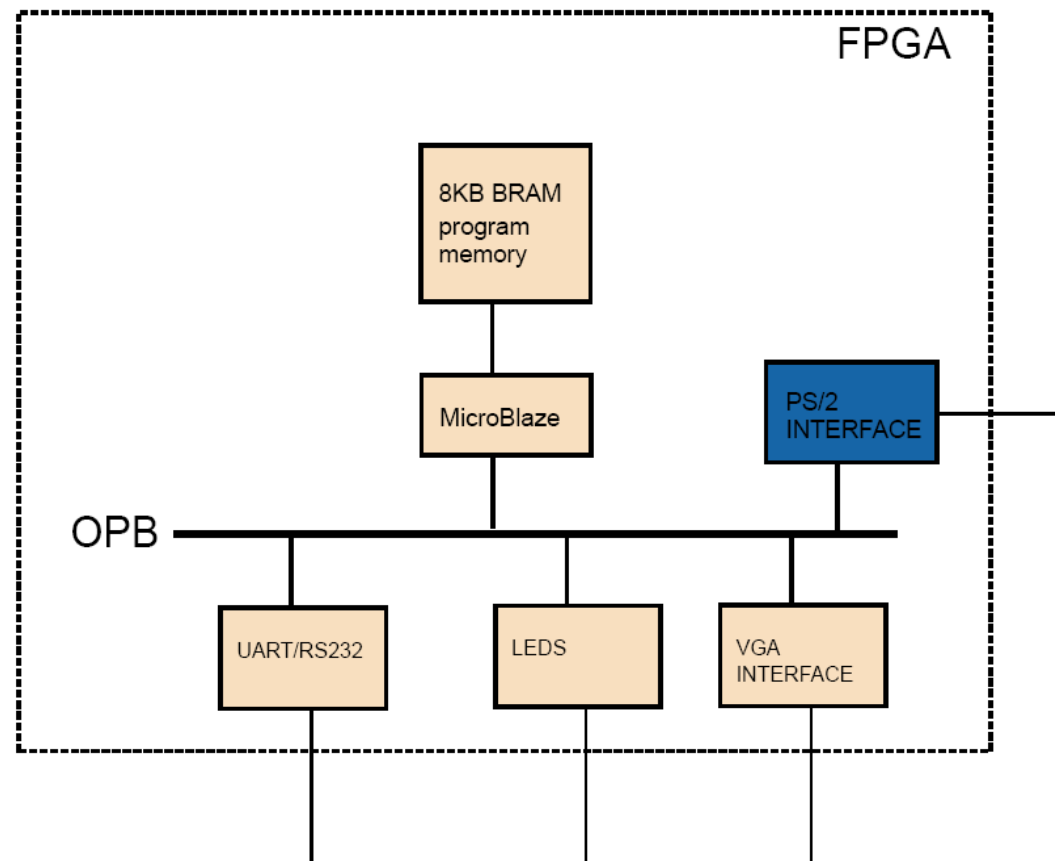 FPGA
8KB BRAM
program
memory
MicroBlaze
PS/2
INTERFACE
OPB
UART/RS232
LEDS
VGA
INTERFACE